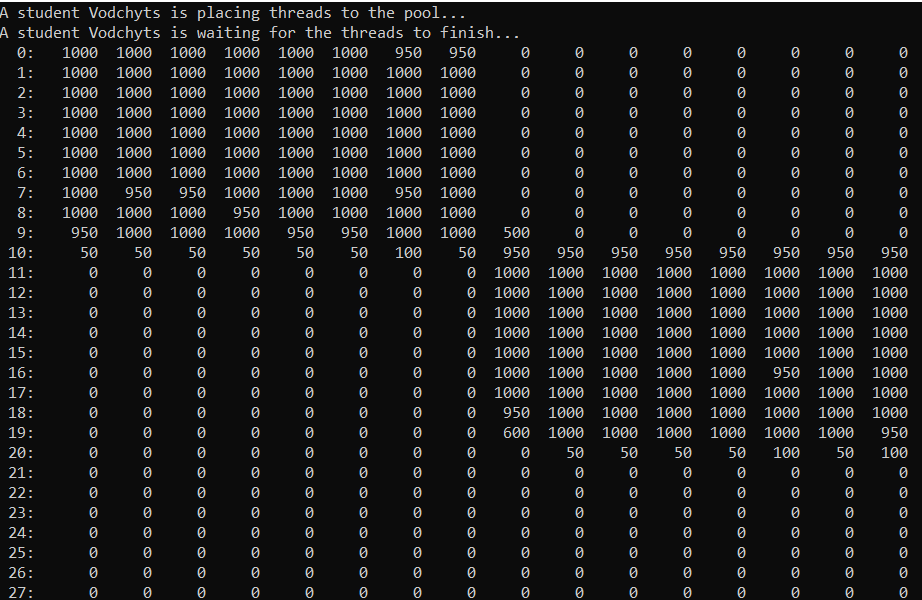 A student Vodchyts is placing threads to the pool...
A student Vodchyts is waiting for the threads to finish...
0: 1000 1000 1000 1000 1000 1000 950 950 0 0 0 0 0 0 0 0
1: 1000 1000 1000 1000 1000 1000 1000 1000 0 0 0 0 0 0 0 0
2: 1000 1000 1000 1000 1000 1000 1000 1000 0 0 0 0 0 0 0 0
3: 1000 1000 1000 1000 1000 1000 1000 1000 0 0 0 0 0 0 0 0
4: 1000 1000 1000 1000 1000 1000 1000 1000 0 0 0 0 0 0 0 0
5: 1000 1000 1000 1000 1000 1000 1000 1000 0 0 0 0 0 0 0 0
6: 1000 1000 1000 1000 1000 1000 1000 1000 0 0 0 0 0 0 0 0
7: 1000 950 950 1000 1000 1000 950 1000 0 0 0 0 0 0 0 0
8: 1000 1000 1000 950 1000 1000 1000 1000 0 0 0 0 0 0 0 0
9: 950 1000 1000 1000 950 950 1000 1000 500 0 0 0 0 0 0 0
10: 50 50 50 50 50 50 100 50 950 950 950 950 950 950 950 950
11: 0 0 0 0 0 0 0 0 1000 1000 1000 1000 1000 1000 1000 1000
12: 0 0 0 0 0 0 0 0 1000 1000 1000 1000 1000 1000 1000 1000
13: 0 0 0 0 0 0 0 0 1000 1000 1000 1000 1000 1000 1000 1000
14: 0 0 0 0 0 0 0 0 1000 1000 1000 1000 1000 1000 1000 1000
15: 0 0 0 0 0 0 0 0 1000 1000 1000 1000 1000 1000 1000 1000
16: 0 0 0 0 0 0 0 0 1000 1000 1000 1000 1000 950 1000 1000
17: 0 0 0 0 0 0 0 0 1000 1000 1000 1000 1000 1000 1000 1000
18: 0 0 0 0 0 0 0 0 950 1000 1000 1000 1000 1000 1000 1000
19: 0 0 0 0 0 0 0 0 600 1000 1000 1000 1000 1000 1000 950
20: 0 0 0 0 0 0 0 0 0 50 50 50 50 100 50 100
21: 0 0 0 0 0 0 0 0 0 0 0 0 0 0 0 0
22: 0 0 0 0 0 0 0 0 0 0 0 0 0 0 0 0
23: 0 0 0 0 0 0 0 0 0 0 0 0 0 0 0 0
24: 0 0 0 0 0 0 0 0 0 0 0 0 0 0 0 0
25: 0 0 0 0 0 0 0 0 0 0 0 0 0 0 0 0
26: 0 0 0 0 0 0 0 0 0 0 0 0 0 0 0 0
27: 0 0 0 0 0 0 0 0 0 0 0 0 0 0 0 0